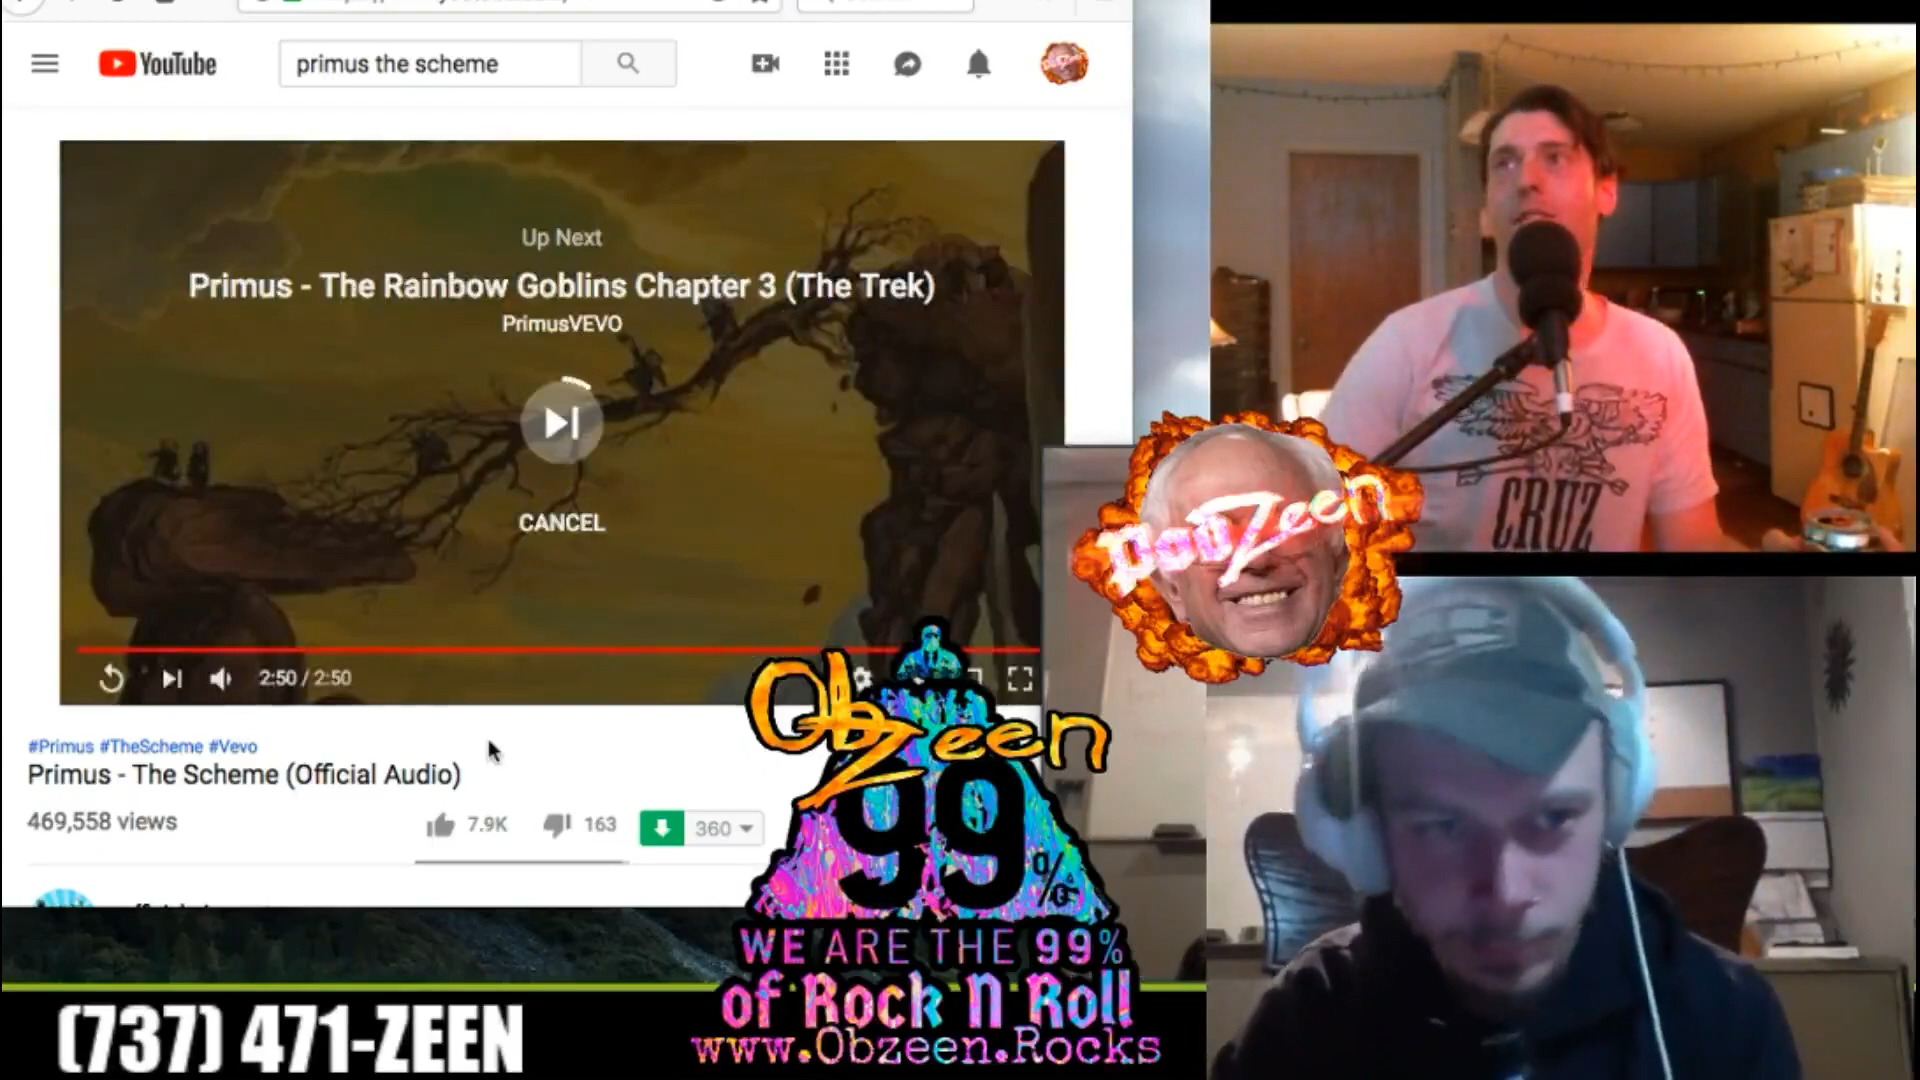 YouTube
primus the scheme
Up Next
Primus - The Rainbow Goblins Chapter 3 (The Trek)
PrimusVEVO
CANCEL
2:50 / 2:50
#Primus #TheScheme #Vevo
Primus - The Scheme (Official Audio)
469,558 views
7.9K
163
360
CRUZ
PodZeen
ObZeen
99%
WE ARE THE 99%
of Rock N Roll
www.Obzeen.Rocks
(737) 471-ZEEN